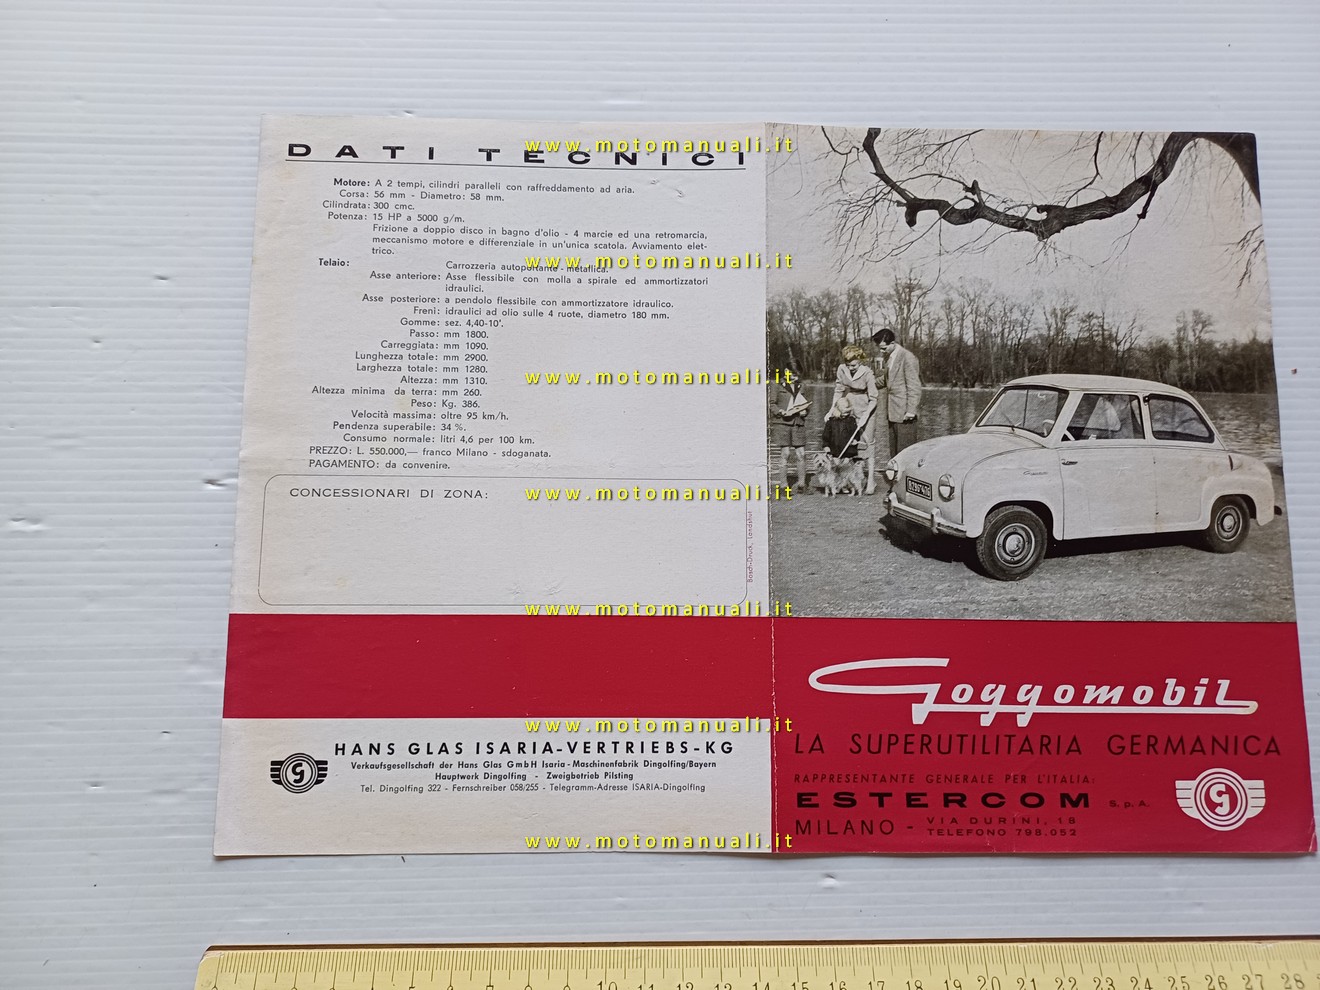 DATI TECNICI
Motore: A 2 tempi, cilindri paralleli con raffreddamento ad aria.
Corsa: 56 mm - Diametro: 58 mm.
Cilindrata: 300 cmc.
Potenza: 15 HP a 5000 g/m.
Frizione a doppio disco in bagno d'olio - 4 marcie ed una retromarcia,
meccanismo motore e differenziale in un'unica scatola. Avviamento elet-
trico.
Telaio: Carrozzeria autoportante - metallica.
Asse anteriore: Asse flessibile con molla a spirale ed ammortizzatori
idraulici.
Asse posteriore: a pendolo flessibile con ammortizzatore idraulico.
Freni: idraulici ad olio sulle 4 ruote, diametro 180 mm.
Gomme: sez. 4,40-10'.
Passo: mm 1800.
Carreggiata: mm 1090.
Lunghezza totale: mm 2900.
Larghezza totale: mm 1280.
Altezza: mm 1310.
Altezza minima da terra: mm 260.
Peso: Kg. 386.
Velocità massima: oltre 95 km/h.
Pendenza superabile: 34 %.
Consumo normale: litri 4,6 per 100 km.
PREZZO: L. 550.000,— franco Milano - sdoganata.
PAGAMENTO: da convenire.
CONCESSIONARI DI ZONA:
Bosch-Druck, Landshut
HANS GLAS ISARIA-VERTRIEBS-KG
Verkaufsgesellschaft der Hans Glas GmbH Isaria-Maschinenfabrik Dingolfing/Bayern
Hauptwerk Dingolfing - Zweigbetrieb Pilsting
Tel. Dingolfing 322 - Fernschreiber 058/255 - Telegramm-Adresse ISARIA-Dingolfing
G
Goggomobil
LA SUPERUTILITARIA GERMANICA
RAPPRESENTANTE GENERALE PER L'ITALIA:
ESTERCOM S. p. A.
MILANO - VIA DURINI, 18
TELEFONO 798.052
G
www.motomanuali.it
www.motomanuali.it
www.motomanuali.it
www.motomanuali.it
www.motomanuali.it
www.motomanuali.it
www.motomanuali.it
10 11 12 13 14 15 16 17 18 19 20 21 22 23 24 25 26 27 28